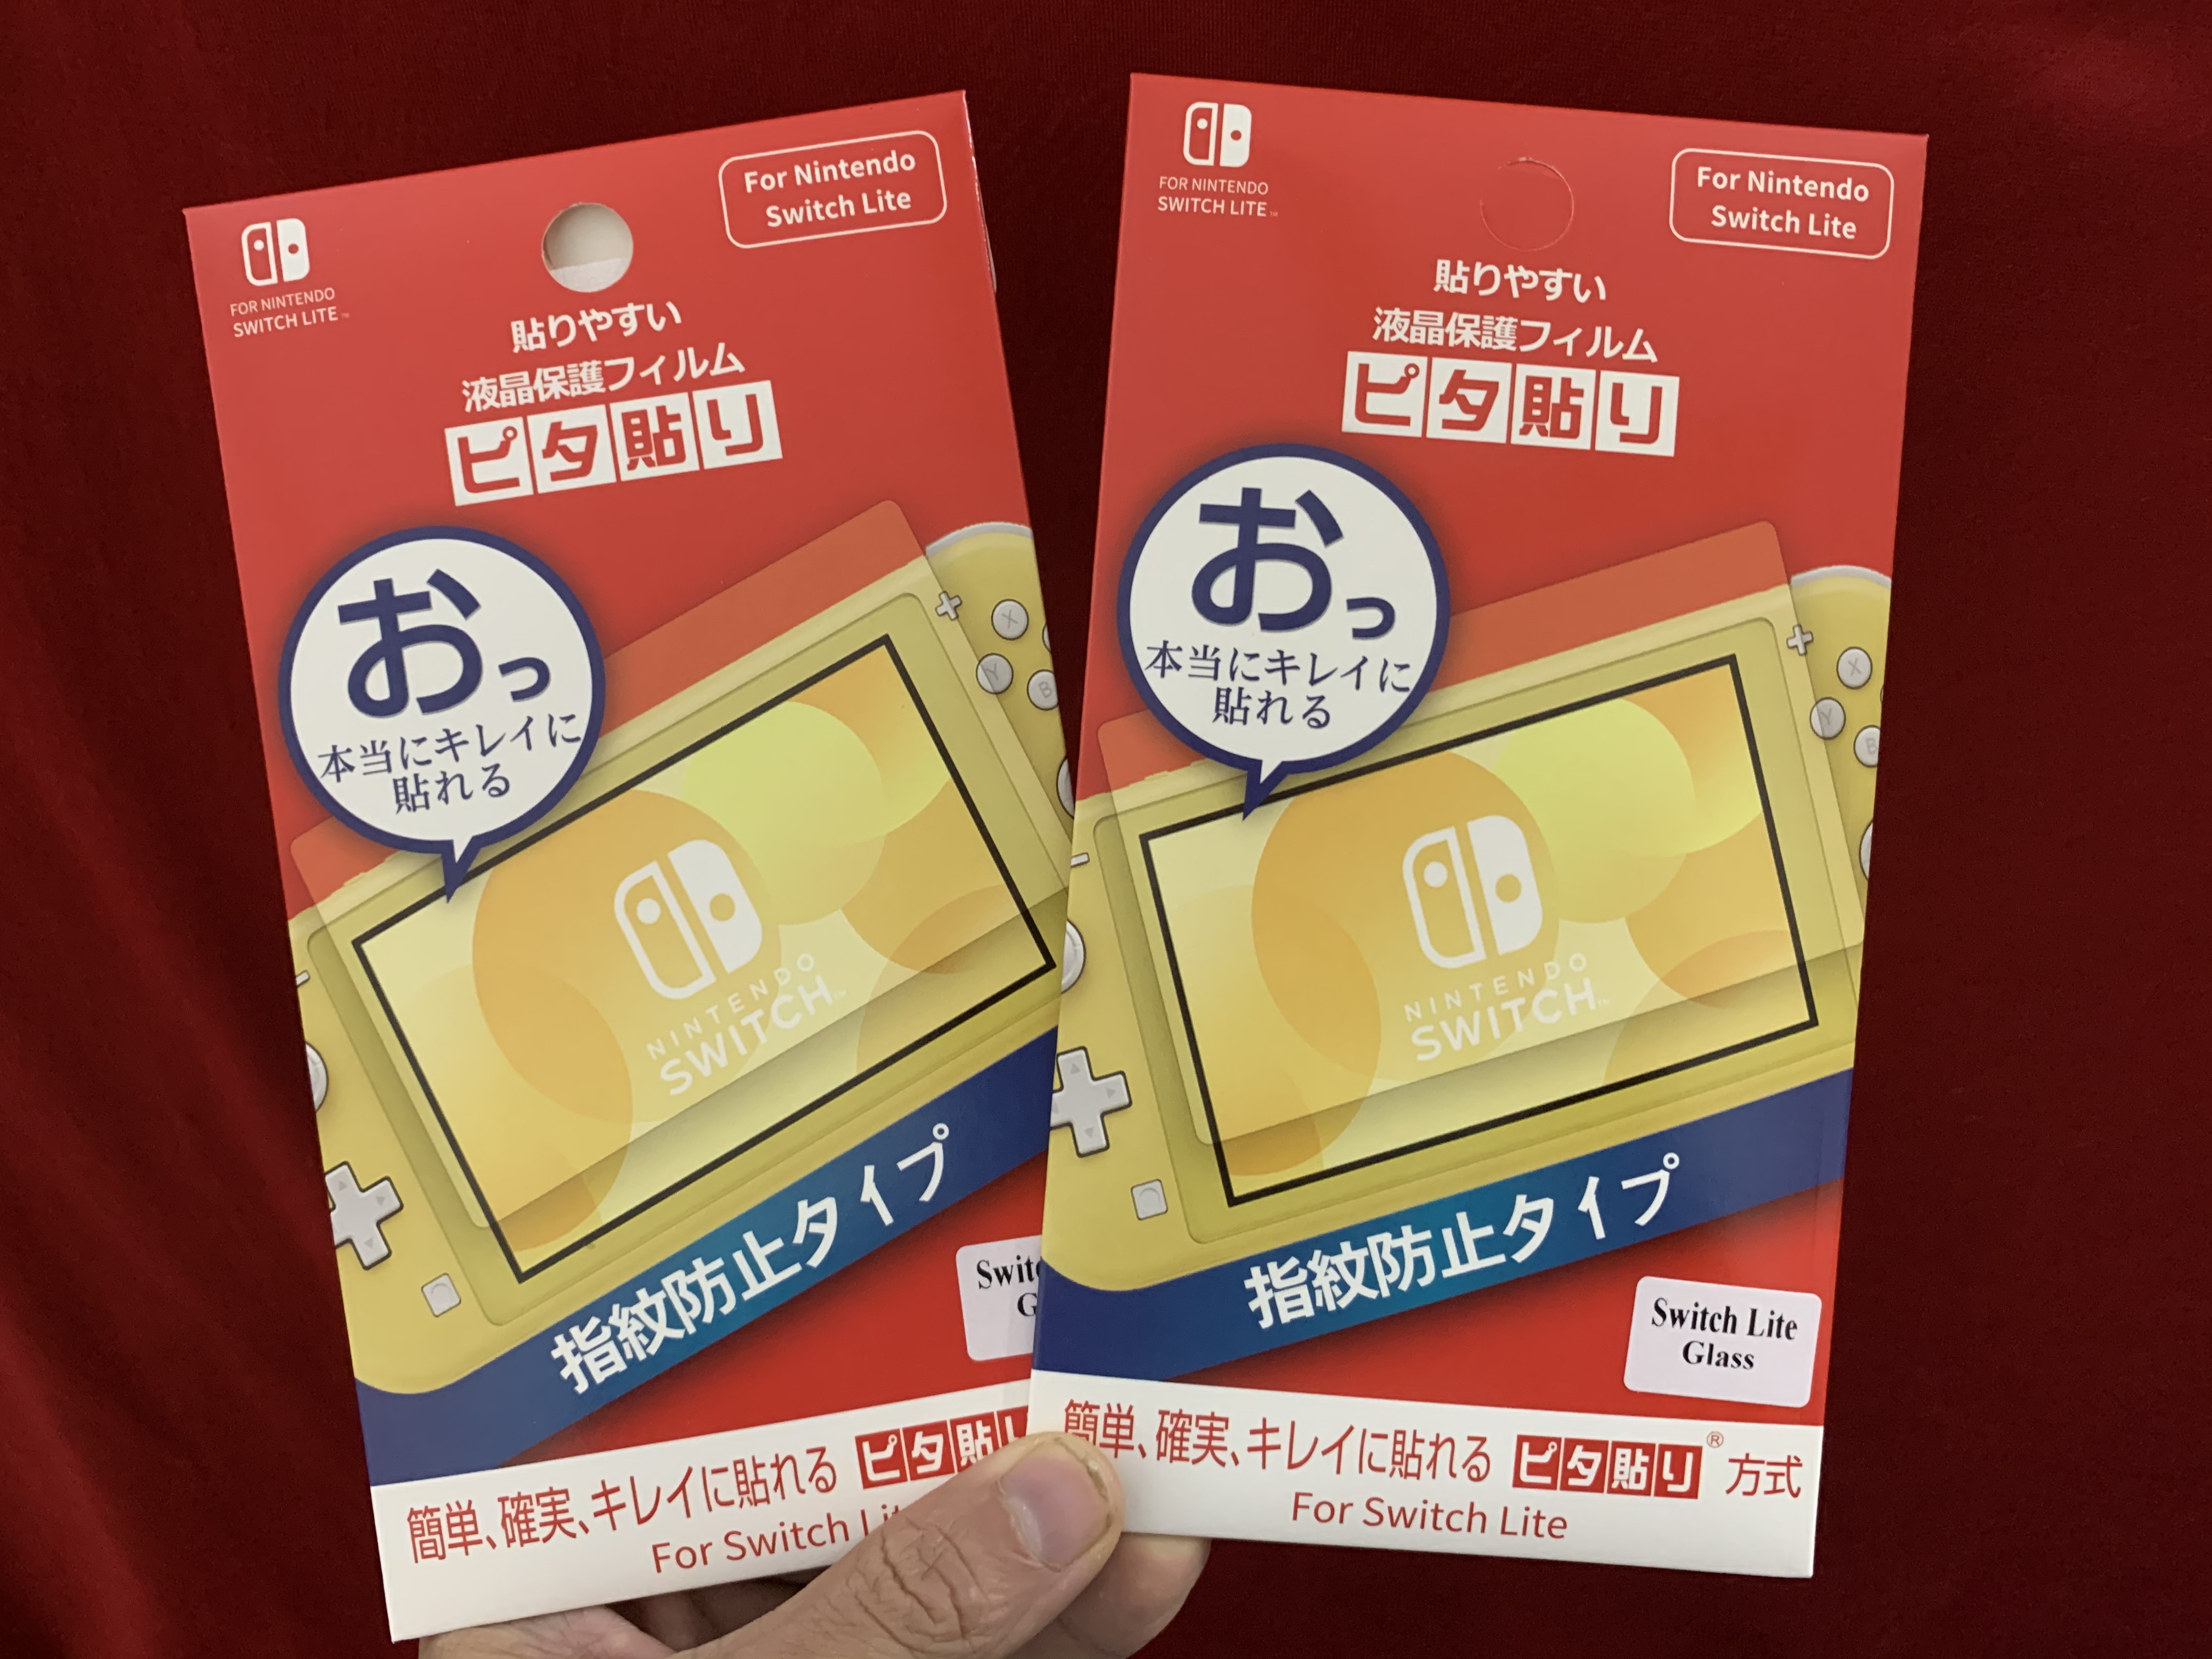 FOR NINTENDO
SWITCH LITE™
For Nintendo
Switch Lite
貼りやすい
液晶保護フィルム
ピタ貼り
おっ
本当にキレイに
貼れる
X
Y
B
NINTENDO
SWITCH™
指紋防止タイプ
簡単、確実、キレイに貼れる ピタ貼り
For Switch
FOR NINTENDO
SWITCH LITE™
For Nintendo
Switch Lite
貼りやすい
液晶保護フィルム
ピタ貼り
おっ
本当にキレイに
貼れる
X
Y
B
NINTENDO
SWITCH™
指紋防止タイプ
Switch Lite
Glass
簡単、確実、キレイに貼れる ピタ貼り® 方式
For Switch Lite